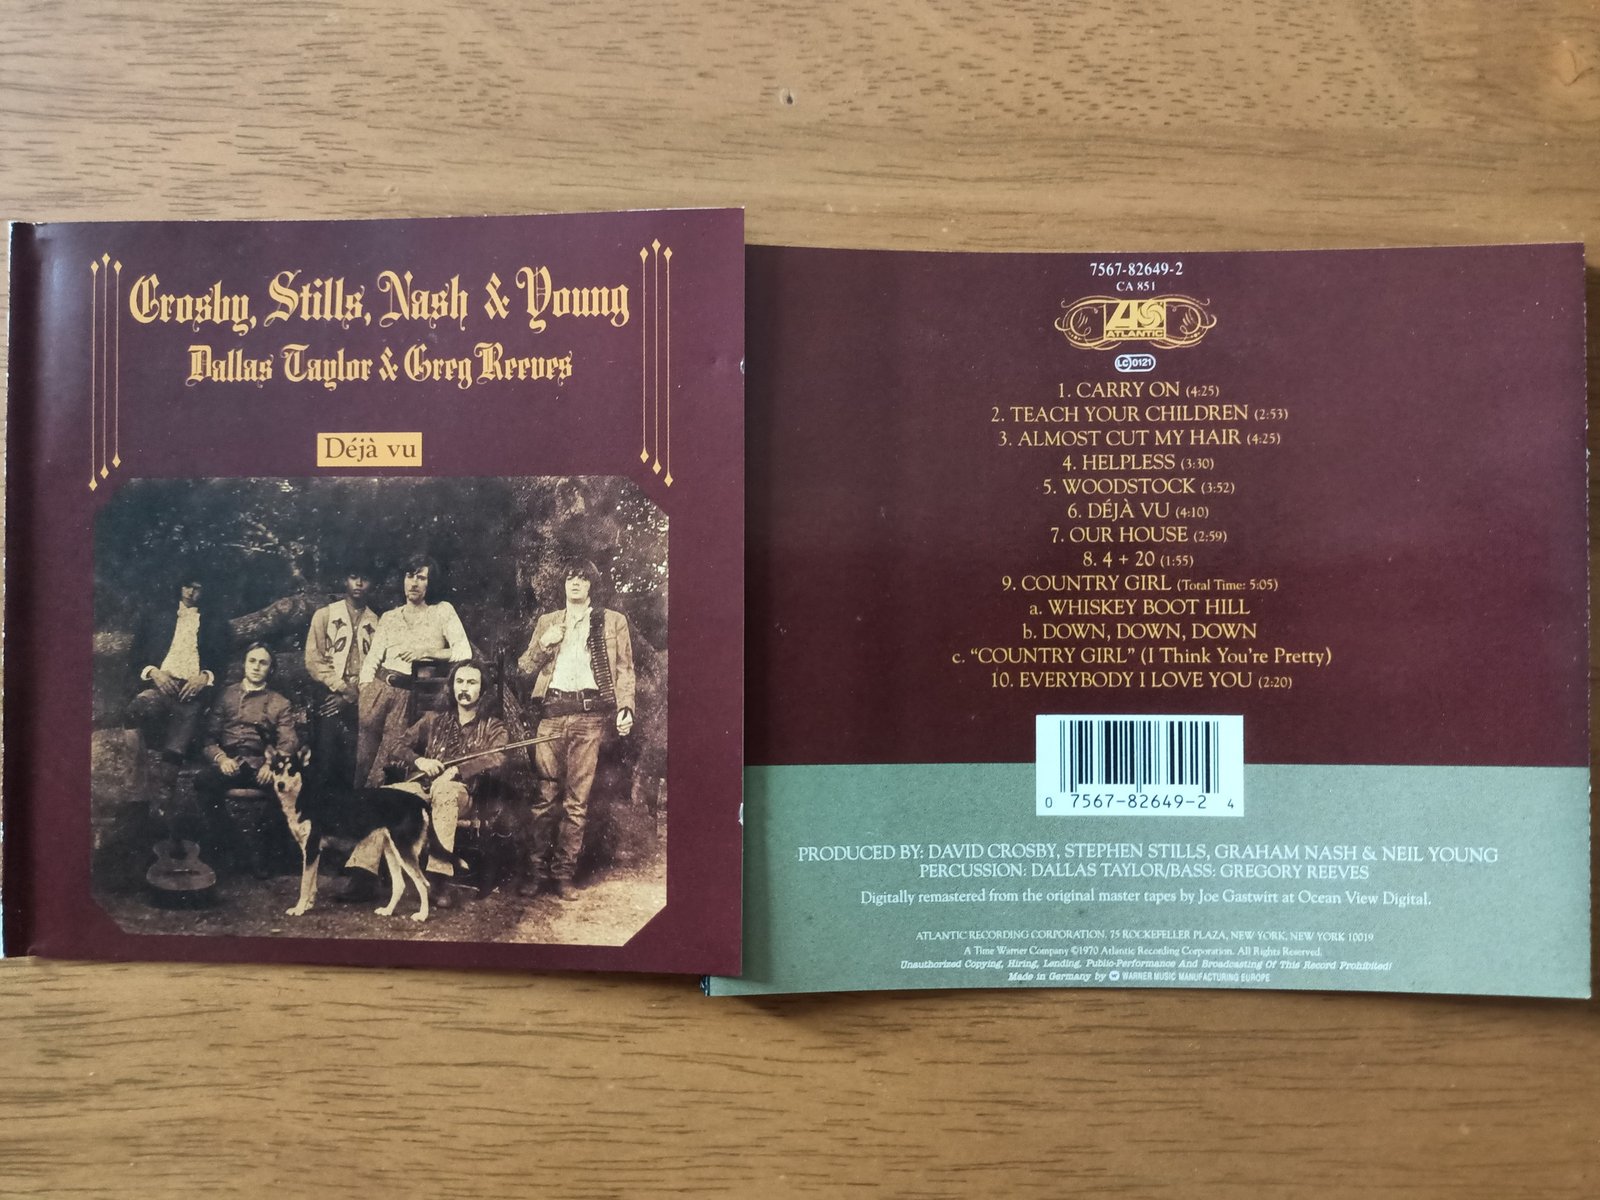 Crosby, Stills, Nash & Young
Dallas Taylor & Greg Reeves
Déjà vu
7567-82649-2
CA 851
ATLANTIC
LC 0121
1. CARRY ON (4:25)
2. TEACH YOUR CHILDREN (2:53)
3. ALMOST CUT MY HAIR (4:25)
4. HELPLESS (3:30)
5. WOODSTOCK (3:52)
6. DÉJÀ VU (4:10)
7. OUR HOUSE (2:59)
8. 4 + 20 (1:55)
9. COUNTRY GIRL (Total Time: 5:05)
a. WHISKEY BOOT HILL
b. DOWN, DOWN, DOWN
c. “COUNTRY GIRL” (I Think You're Pretty)
10. EVERYBODY I LOVE YOU (2:20)
0 7567-82649-2 4
PRODUCED BY: DAVID CROSBY, STEPHEN STILLS, GRAHAM NASH & NEIL YOUNG
PERCUSSION: DALLAS TAYLOR/BASS: GREGORY REEVES
Digitally remastered from the original master tapes by Joe Gastwirt at Ocean View Digital.
ATLANTIC RECORDING CORPORATION, 75 ROCKEFELLER PLAZA, NEW YORK, NEW YORK 10019
A Time Warner Company ©1970 Atlantic Recording Corporation. All Rights Reserved.
Unauthorized Copying, Hiring, Lending, Public-Performance And Broadcasting Of This Record Prohibited!
Made in Germany by WARNER MUSIC MANUFACTURING EUROPE